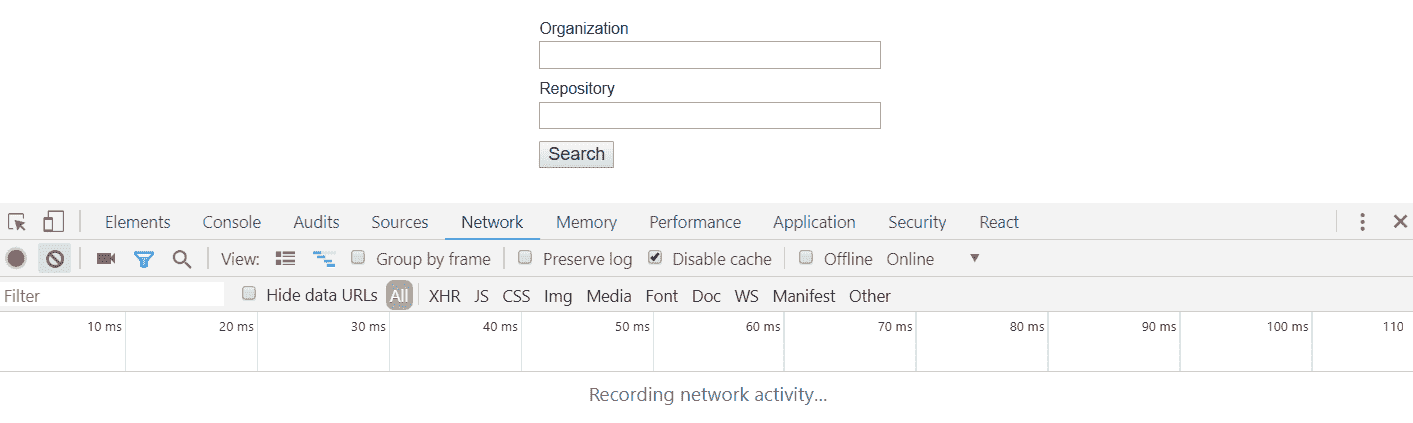 Organization
Repository
Search
Elements Console Audits Sources Network Memory Performance Application Security React
View: Group by frame Preserve log Disable cache Offline Online
Filter Hide data URLs All XHR JS CSS Img Media Font Doc WS Manifest Other
10 ms 20 ms 30 ms 40 ms 50 ms 60 ms 70 ms 80 ms 90 ms 100 ms 110
Recording network activity...